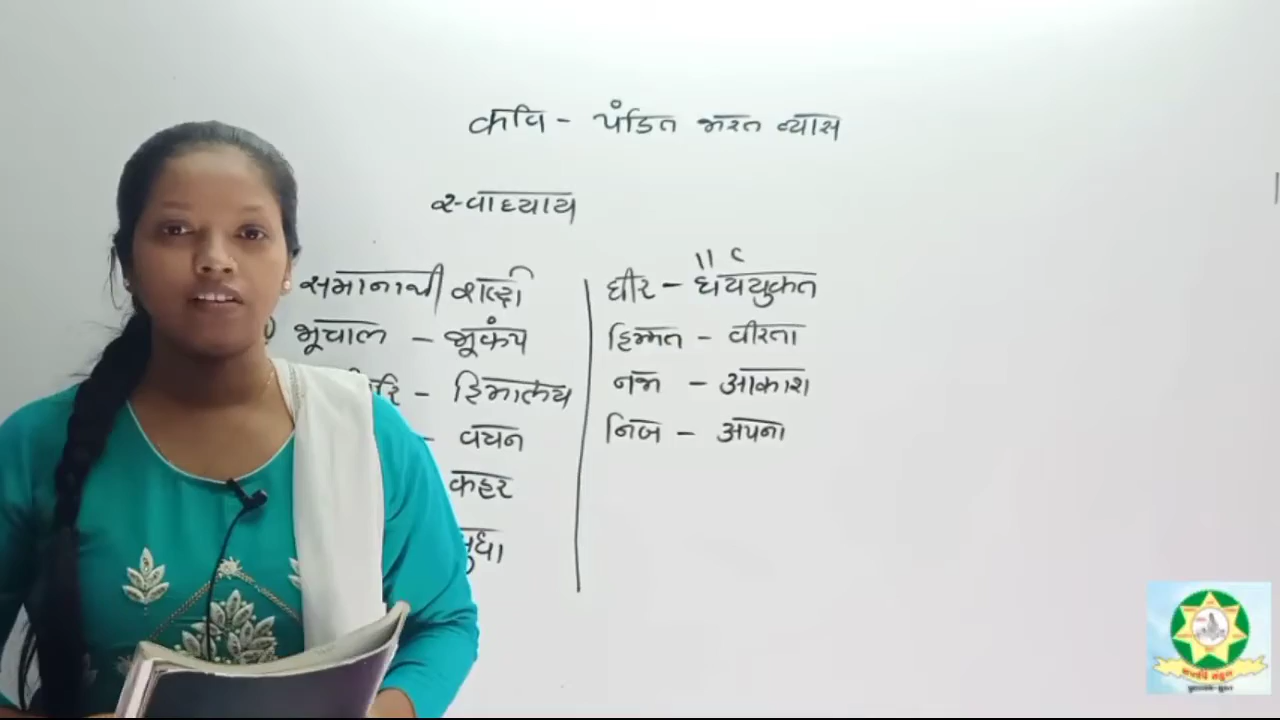 कवि - पंडित भरत व्यास
स्वाध्याय
समानार्थी शब्द
भूचाल - भूकंप
- हिमालय
- वचन
कहर
धीर - धैर्ययुक्त
हिम्मत - वीरता
नभ - आकाश
निज - अपना